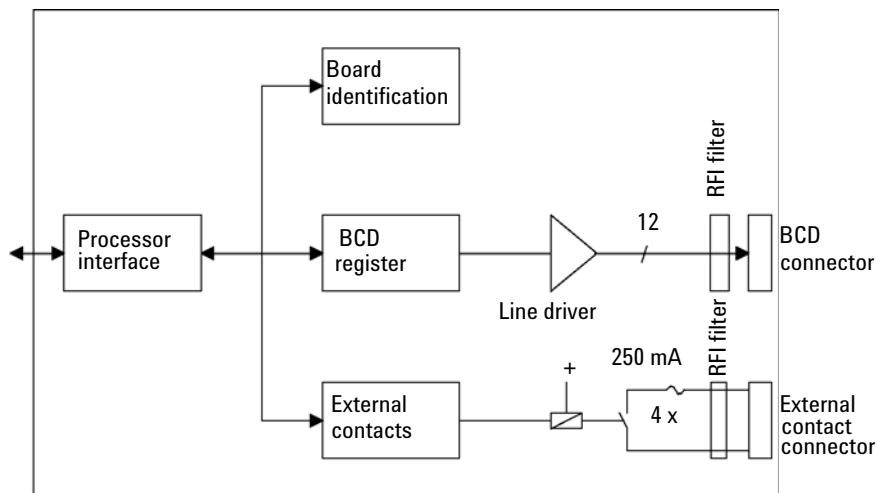 Board
identification
RFI filter
Processor
interface
BCD
register
12
BCD
connector
Line driver
RFI filter
250 mA
+
4 x
External
contacts
External
contact
connector